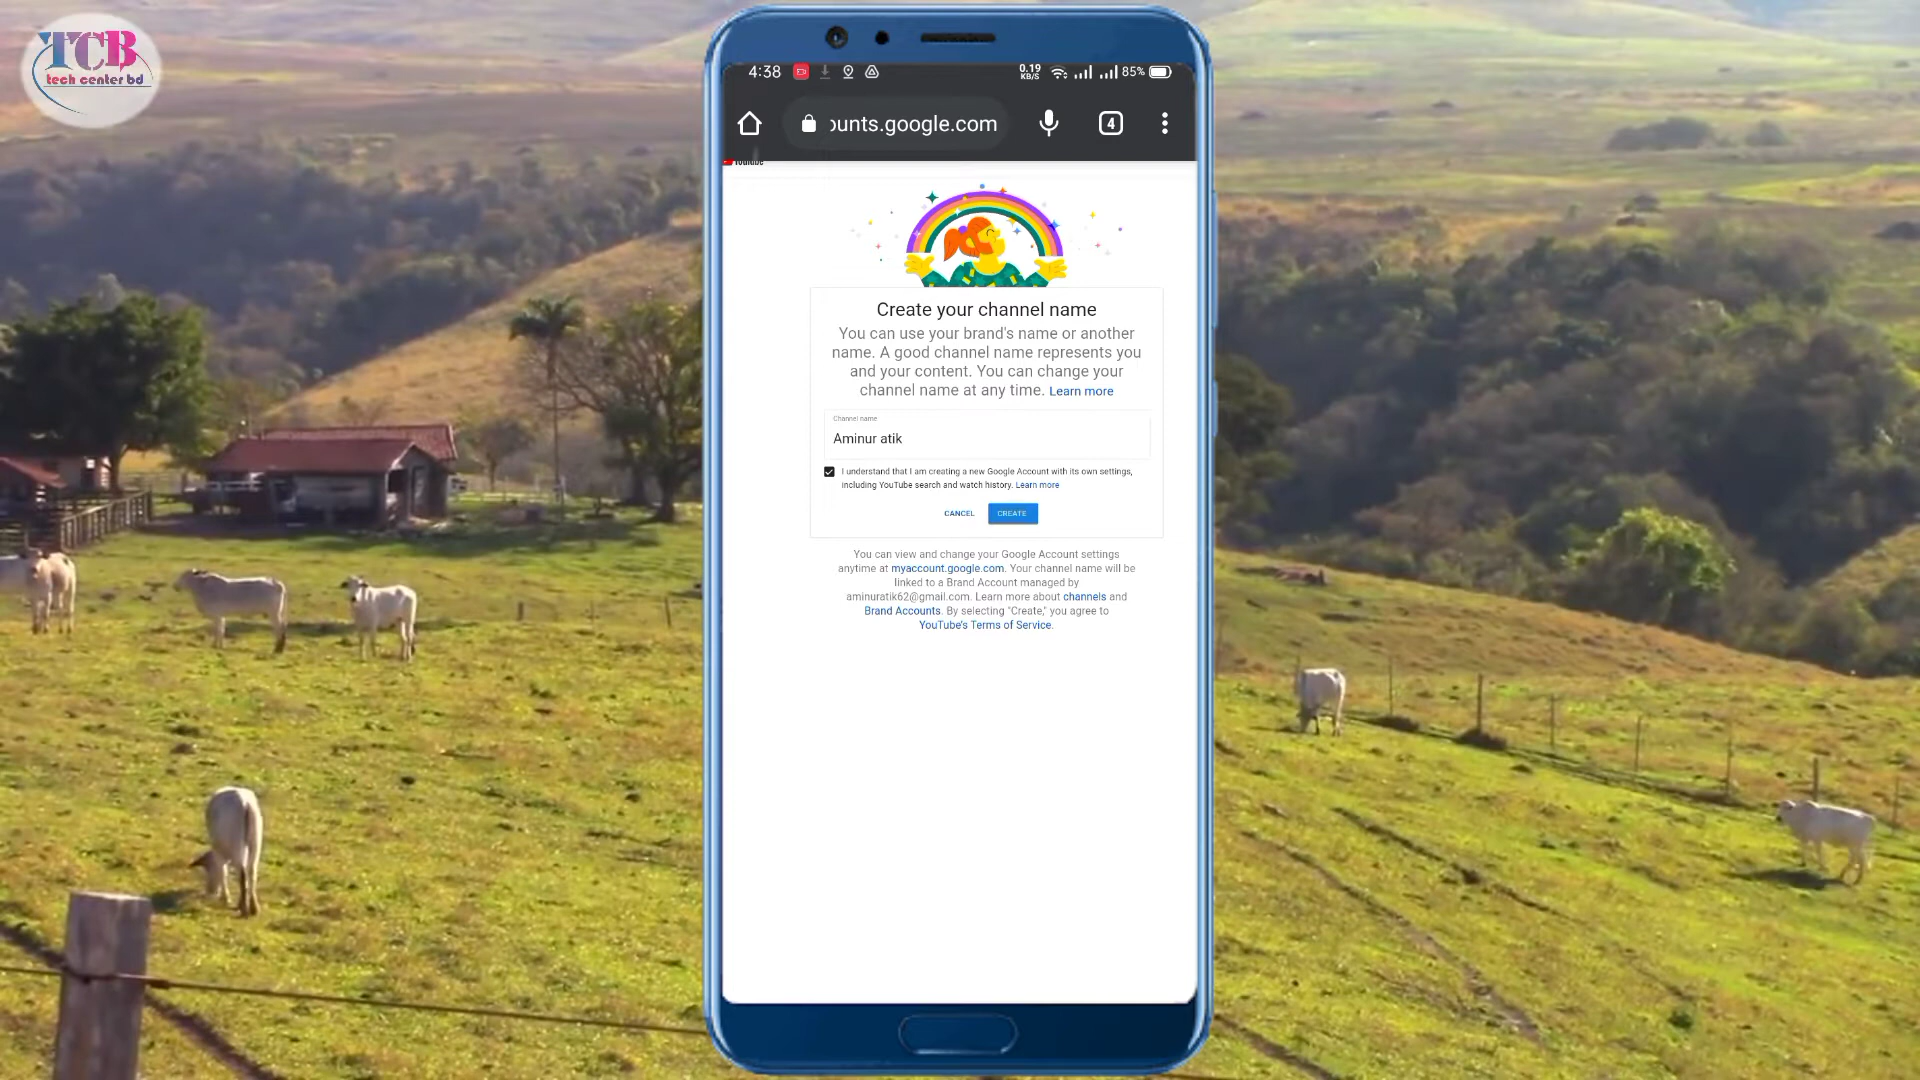 TCB
tech center bd
4:38
0.19
KB/S
85%
ounts.google.com
4
YouTube
Create your channel name
You can use your brand's name or another
name. A good channel name represents you
and your content. You can change your
channel name at any time. Learn more
Channel name
Aminur atik
I understand that I am creating a new Google Account with its own settings,
including YouTube search and watch history. Learn more
CANCEL
CREATE
You can view and change your Google Account settings
anytime at myaccount.google.com. Your channel name will be
linked to a Brand Account managed by
aminuratik62@gmail.com. Learn more about channels and
Brand Accounts. By selecting "Create," you agree to
YouTube's Terms of Service.